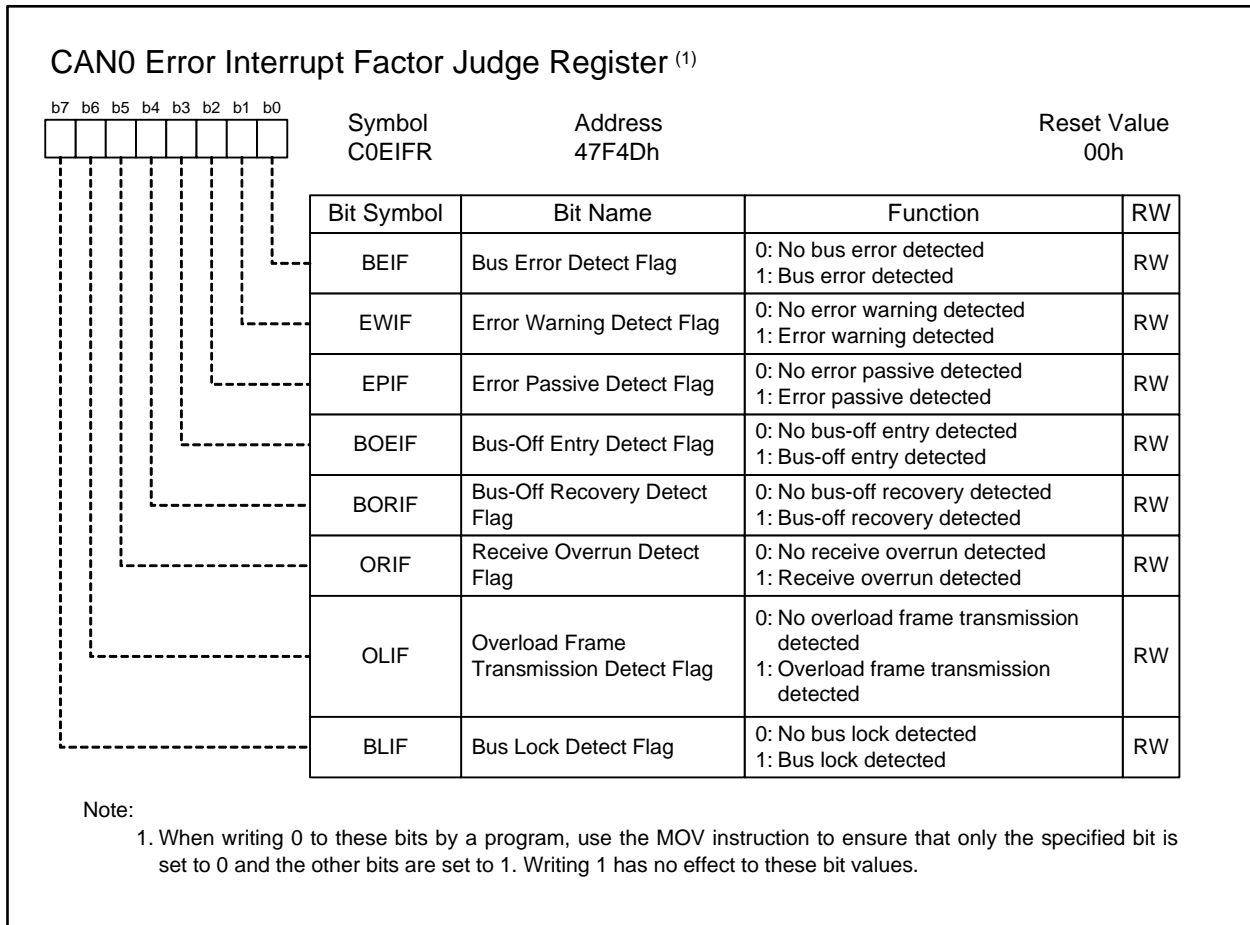 CAN0 Error Interrupt Factor Judge Register (1)
b7 b6 b5 b4 b3 b2 b1 b0
Symbol Address Reset Value
C0EIFR 47F4Dh 00h
Bit Symbol Bit Name Function RW
BEIF Bus Error Detect Flag 0: No bus error detected
1: Bus error detected RW
EWIF Error Warning Detect Flag 0: No error warning detected
1: Error warning detected RW
EPIF Error Passive Detect Flag 0: No error passive detected
1: Error passive detected RW
BOEIF Bus-Off Entry Detect Flag 0: No bus-off entry detected
1: Bus-off entry detected RW
BORIF Bus-Off Recovery Detect
Flag 0: No bus-off recovery detected
1: Bus-off recovery detected RW
ORIF Receive Overrun Detect
Flag 0: No receive overrun detected
1: Receive overrun detected RW
OLIF Overload Frame
Transmission Detect Flag 0: No overload frame transmission
detected
1: Overload frame transmission
detected RW
BLIF Bus Lock Detect Flag 0: No bus lock detected
1: Bus lock detected RW
Note:
1. When writing 0 to these bits by a program, use the MOV instruction to ensure that only the specified bit is
set to 0 and the other bits are set to 1. Writing 1 has no effect to these bit values.